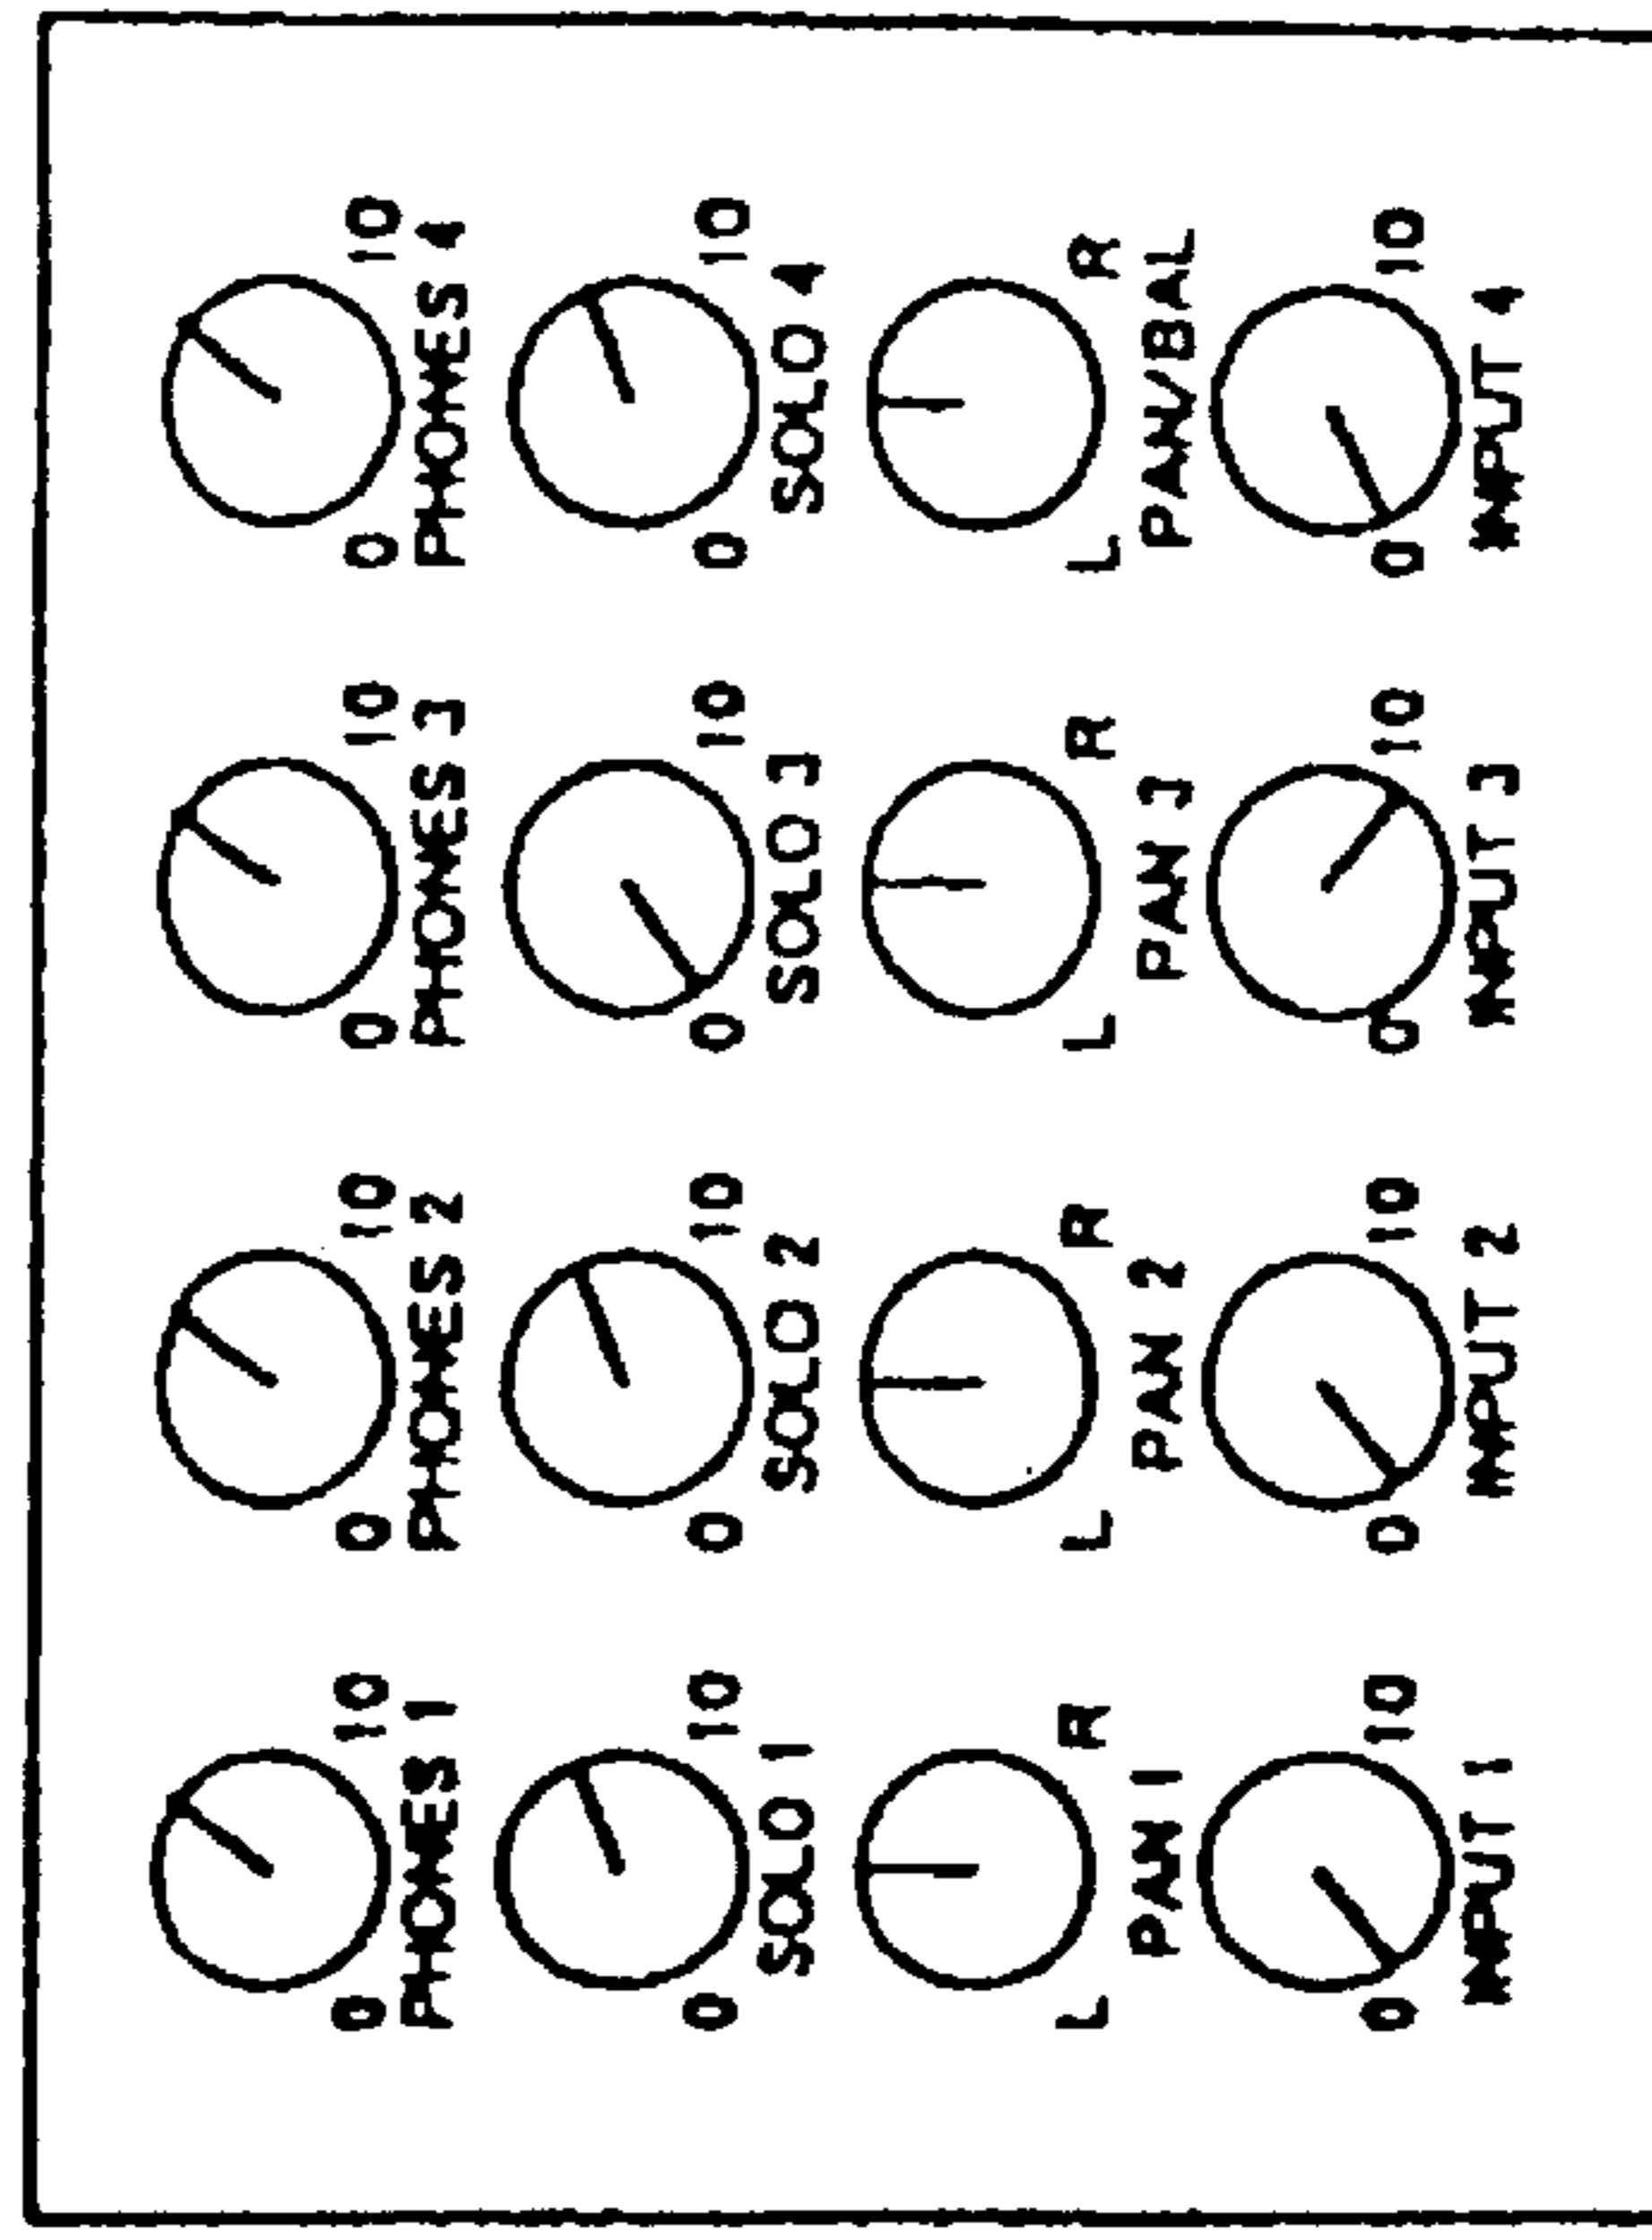 0 10 0 10 0 10 0 10
PHONES 1 PHONES 2 PHONES 3 PHONES 4
0 10 0 10 0 10 0 10
SOLO 1 SOLO 2 SOLO 3 SOLO 4
L R L R L R L R
PAN 1 PAN 2 PAN 3 PAN/BAL
0 10 0 10 0 10 0 10
INPUT 1 INPUT 2 INPUT 3 INPUT 4